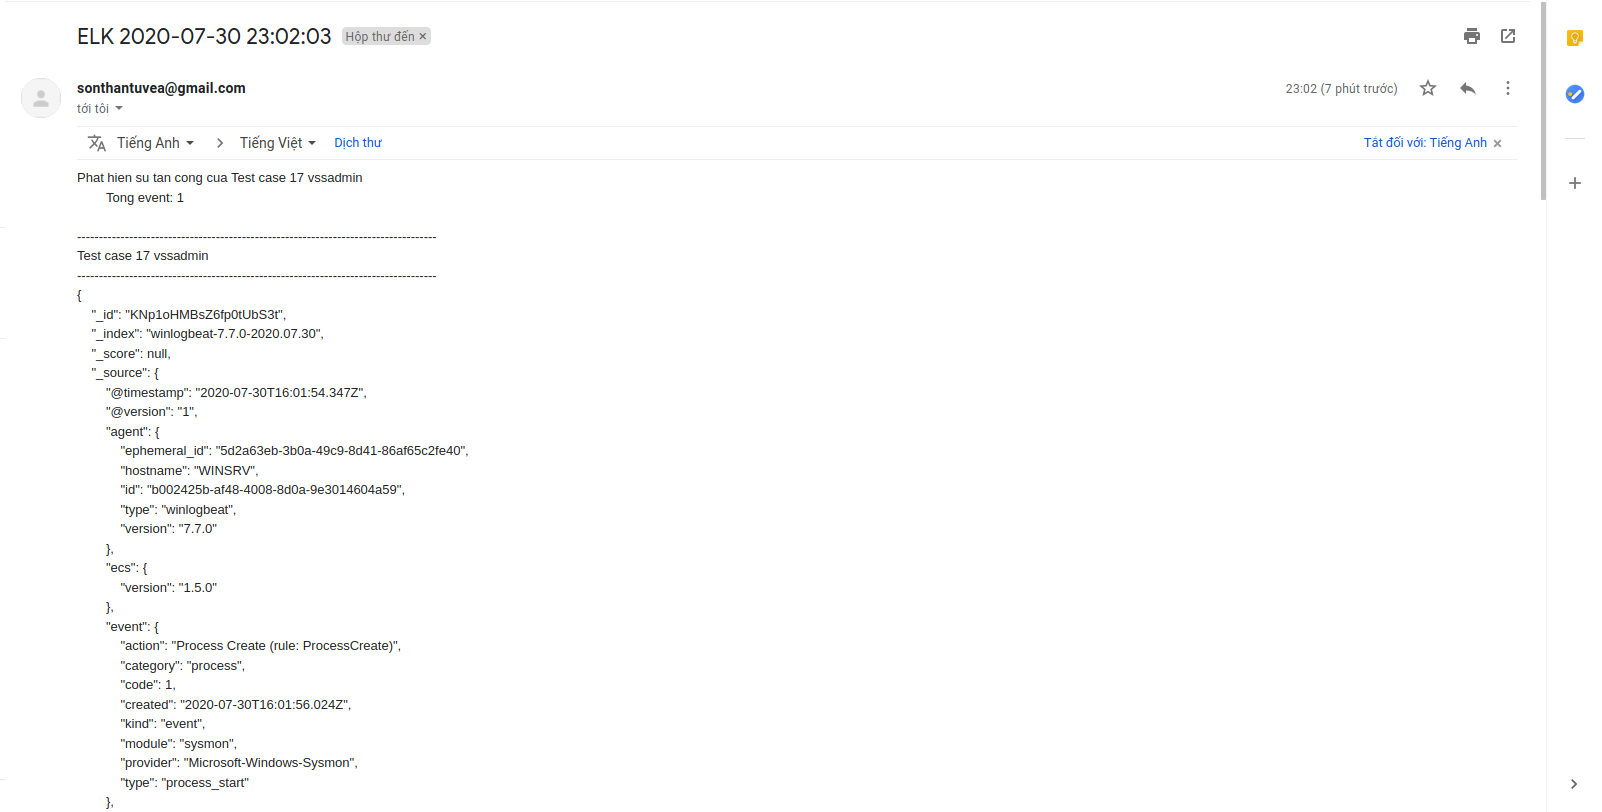 ELK 2020-07-30 23:02:03 Hộp thư đến ×
sonthantuvea@gmail.com 23:02 (7 phút trước)
tới tôi
Tiếng Anh > Tiếng Việt Dịch thư Tắt đối với: Tiếng Anh ×
Phat hien su tan cong cua Test case 17 vssadmin
Tong event: 1
------------------------------------------------------------------------------------
Test case 17 vssadmin
------------------------------------------------------------------------------------
{
"_id": "KNp1oHMBsZ6fp0tUbS3t",
"_index": "winlogbeat-7.7.0-2020.07.30",
"_score": null,
"_source": {
"@timestamp": "2020-07-30T16:01:54.347Z",
"@version": "1",
"agent": {
"ephemeral_id": "5d2a63eb-3b0a-49c9-8d41-86af65c2fe40",
"hostname": "WINSRV",
"id": "b002425b-af48-4008-8d0a-9e3014604a59",
"type": "winlogbeat",
"version": "7.7.0"
},
"ecs": {
"version": "1.5.0"
},
"event": {
"action": "Process Create (rule: ProcessCreate)",
"category": "process",
"code": 1,
"created": "2020-07-30T16:01:56.024Z",
"kind": "event",
"module": "sysmon",
"provider": "Microsoft-Windows-Sysmon",
"type": "process_start"
},